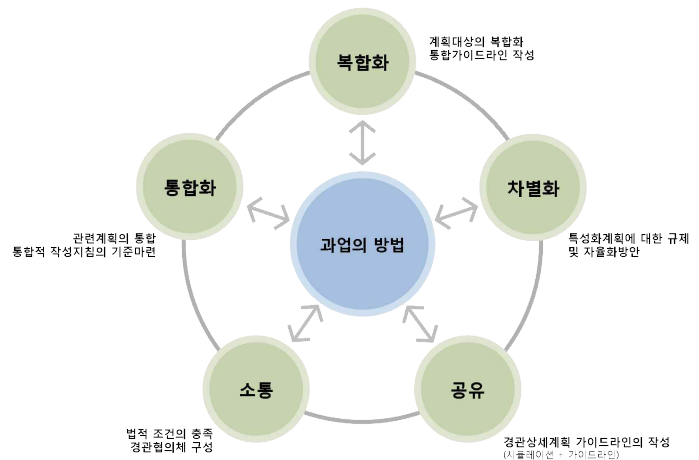 복합화
계획대상의 복합화
통합가이드라인 작성
통합화
관련계획의 통합
통합적 작성지침의 기준마련
차별화
특성화계획에 대한 규제
및 자율화방안
과업의 방법
소통
법적 조건의 충족
경관협의체 구성
공유
경관상세계획 가이드라인의 작성
(시뮬레이션 + 가이드라인)